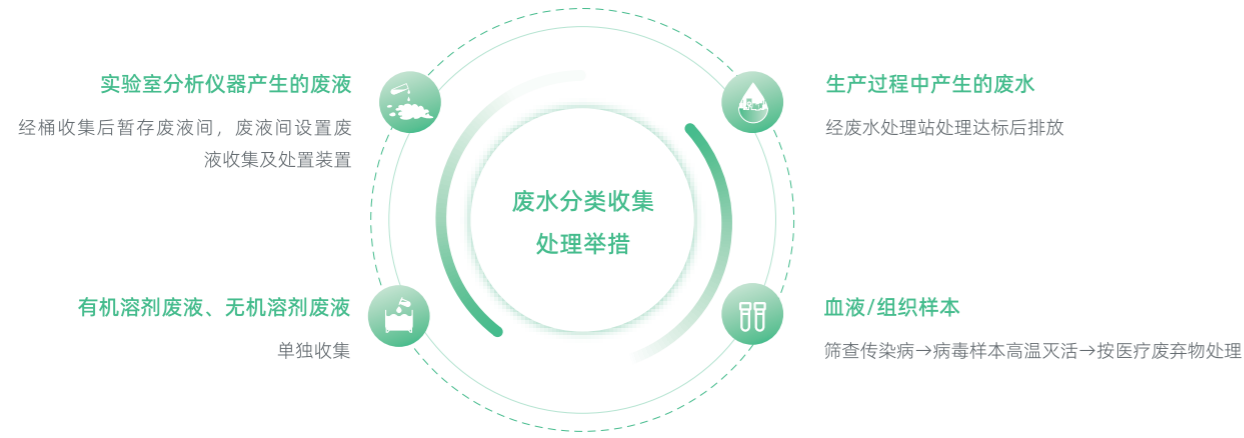 实验室分析仪器产生的废液
经桶收集后暂存废液间，废液间设置废
液收集及处置装置
生产过程中产生的废水
经废水处理站处理达标后排放
废水分类收集
处理举措
有机溶剂废液、无机溶剂废液
单独收集
血液/组织样本
筛查传染病→病毒样本高温灭活→按医疗废弃物处理